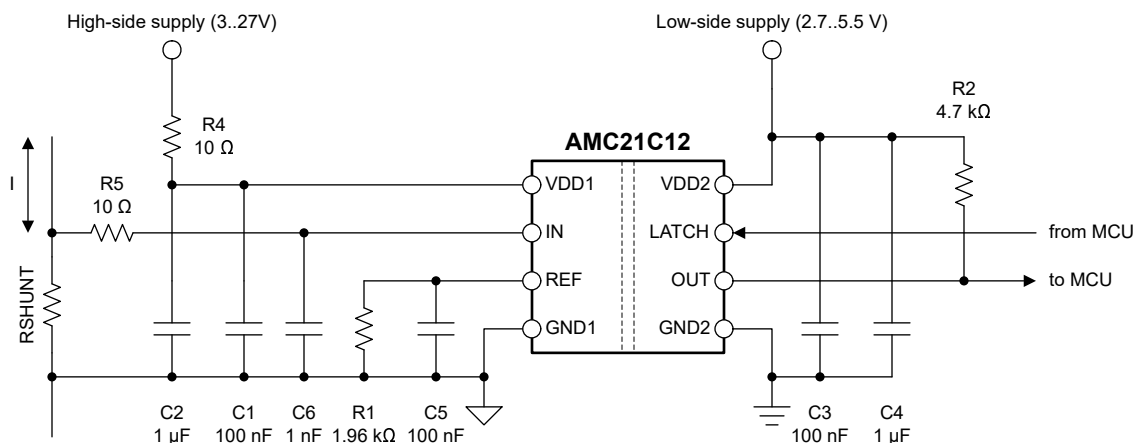 High-side supply (3..27V)
Low-side supply (2.7..5.5 V)
R2
4.7 kΩ
R4
10 Ω
AMC21C12
I
R5
10 Ω
VDD1
VDD2
IN
LATCH
from MCU
REF
OUT
to MCU
RSHUNT
GND1
GND2
C2
1 µF
C1
100 nF
C6
1 nF
R1
1.96 kΩ
C5
100 nF
C3
100 nF
C4
1 µF